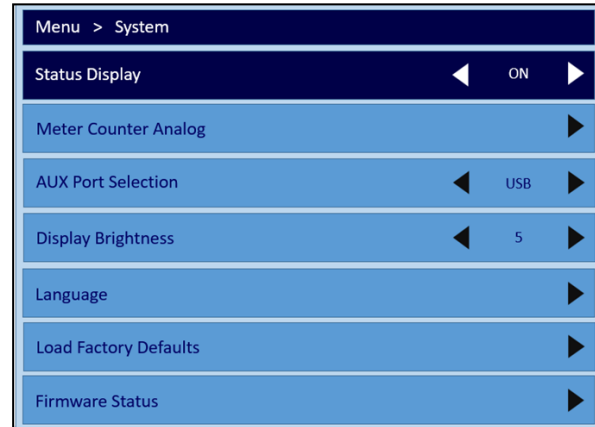 Menu > System
Status Display ON
Meter Counter Analog
AUX Port Selection USB
Display Brightness 5
Language
Load Factory Defaults
Firmware Status